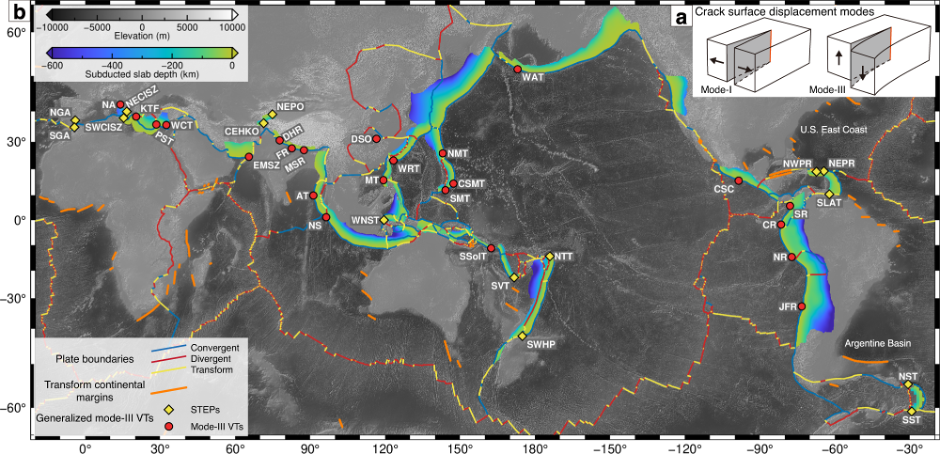 b
−10000 −5000 0 5000 10000
Elevation (m)
−600 −400 −200 0
Subducted slab depth (km)
a
Crack surface displacement modes
Mode-I
Mode-III
60°
30°
0°
−30°
−60°
NGA
SGA
NA
NECISZ
KTF
SWCISZ
WCT
PST
NEPO
CEHKO
DHR
FR
MSR
EMSZ
DSO
AT
NS
WAT
NMT
WRT
MT
CSMT
SMT
WNST
SSolT
SVT
NTT
SWHP
U.S. East Coast
NWPR
NEPR
CSC
SLAT
SR
CR
NR
JFR
Argentine Basin
NST
SST
Plate boundaries
Convergent
Divergent
Transform
Transform continental
margins
Generalized mode-III VTs
STEPs
Mode-III VTs
0° 30° 60° 90° 120° 150° 180° −150° −120° −90° −60° −30°